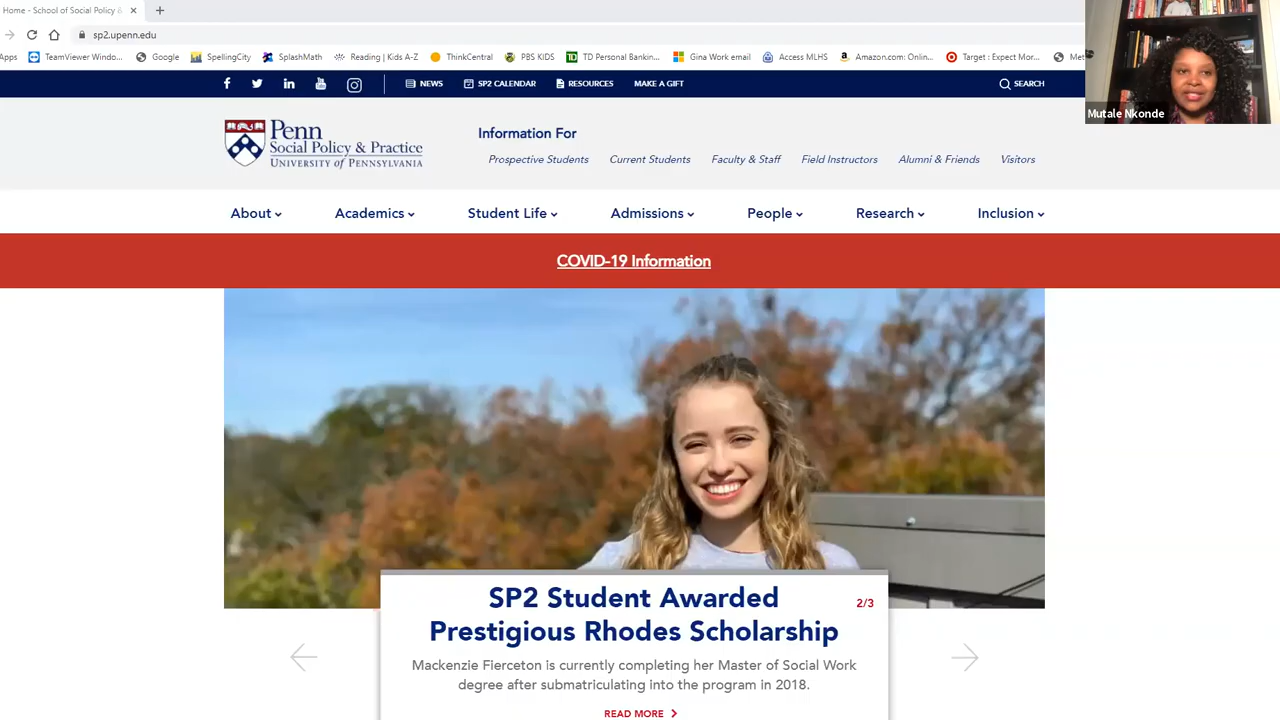 Home - School of Social Policy &
sp2.upenn.edu
pps TeamViewer Windo... Google SpellingCity SplashMath Reading | Kids A-Z ThinkCentral PBS KIDS TD Personal Bankin... Gina Work email Access MLHS Amazon.com: Onlin... Target : Expect Mor... Met
NEWS SP2 CALENDAR RESOURCES MAKE A GIFT SEARCH
Mutale Nkonde
Penn
Social Policy & Practice
UNIVERSITY OF PENNSYLVANIA
Information For
Prospective Students Current Students Faculty & Staff Field Instructors Alumni & Friends Visitors
About Academics Student Life Admissions People Research Inclusion
COVID-19 Information
SP2 Student Awarded
2/3
Prestigious Rhodes Scholarship
Mackenzie Fierceton is currently completing her Master of Social Work
degree after submatriculating into the program in 2018.
READ MORE